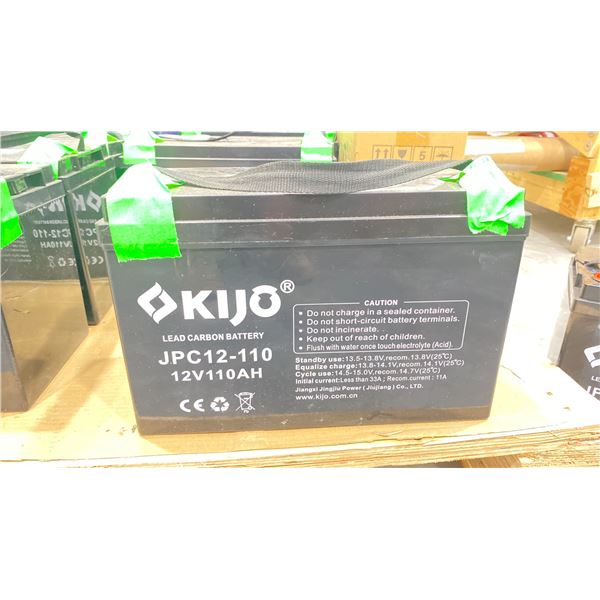 KIJO®
LEAD CARBON BATTERY
JPC12-110
12V110AH
CE
CAUTION
• Do not charge in a sealed container.
• Do not short-circuit battery terminals.
• Do not incinerate. .
• Keep out of reach of children.
• Flush with water once touch electrolyte (Acid).
Standby use: 13.5-13.8V, recom. 13.8V(25℃)
Equalize charge: 13.8-14.1V, recom. 14.1V(25℃)
Cycle use: 14.5-15.0V, recom. 14.7V(25℃)
Initial current: Less than 33A ; Recom. current : 11A
Jiangxi Jingjiu Power ( Jiujiang ) Co., LTD.
www.kijo.com.cn
5